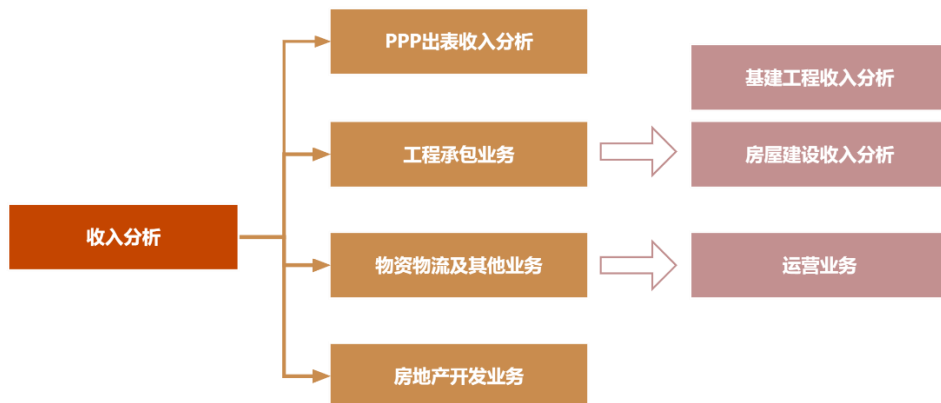 收入分析
PPP出表收入分析
工程承包业务
物资物流及其他业务
房地产开发业务
基建工程收入分析
房屋建设收入分析
运营业务